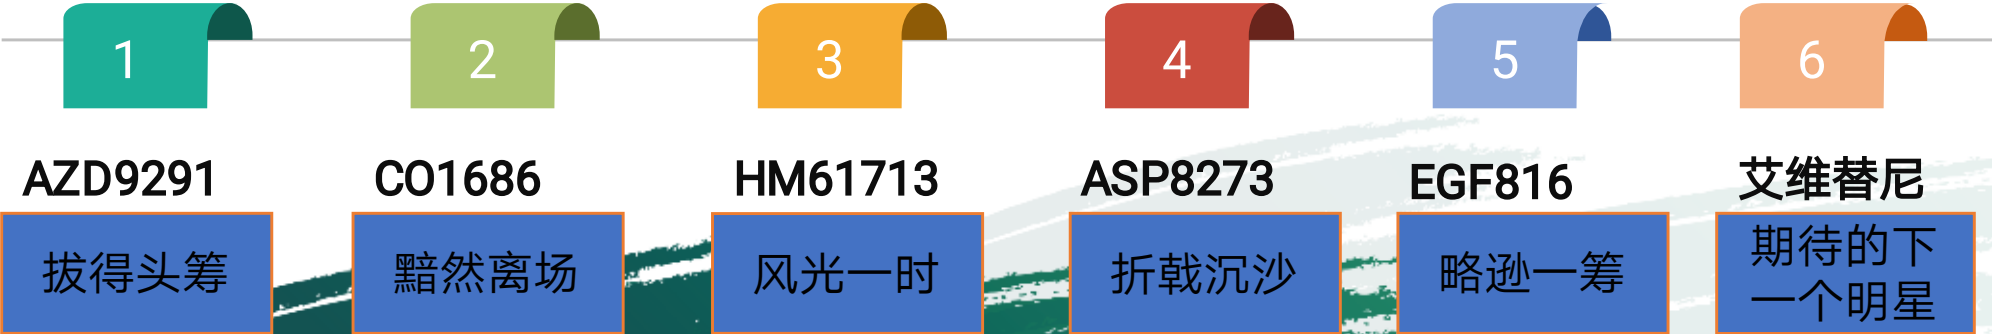 1
2
3
4
5
6
AZD9291
CO1686
HM61713
ASP8273
EGF816
艾维替尼
拔得头筹
黯然离场
风光一时
折戟沉沙
略逊一筹
期待的下
一个明星